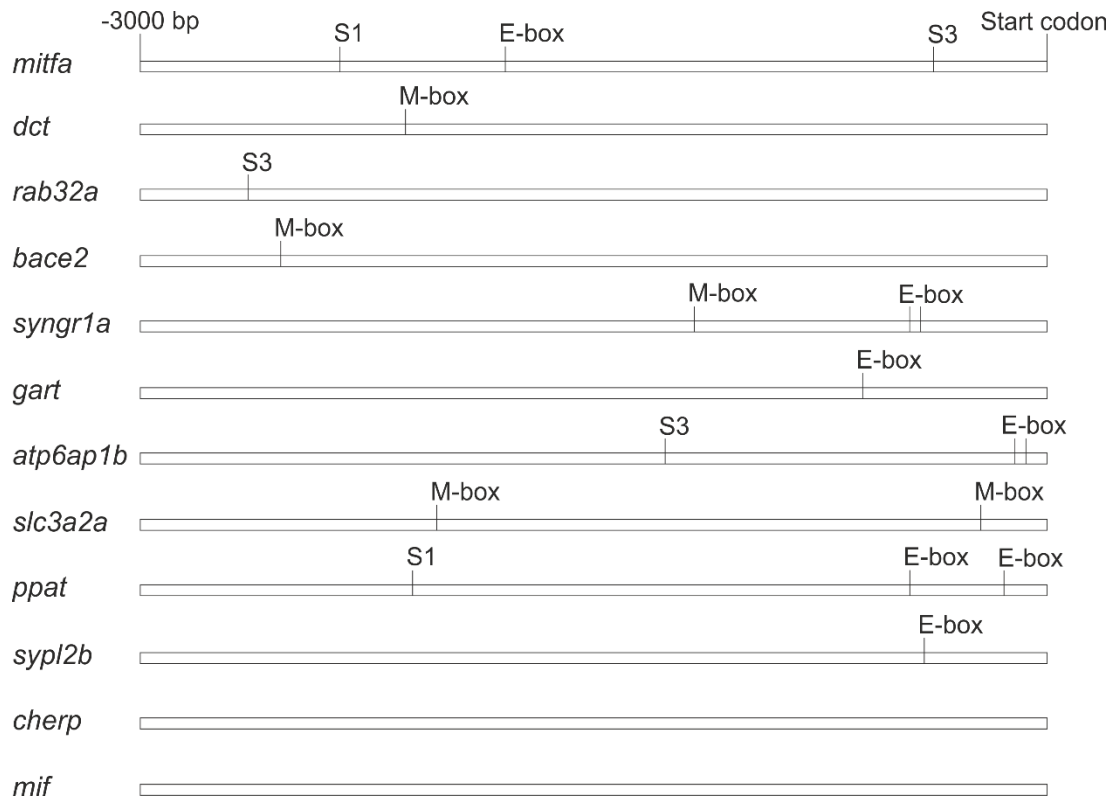 -3000 bp S1 E-box S3 Start codon
mitfa
M-box
dct
S3
rab32a
M-box
bace2
M-box E-box
syngr1a
E-box
gart
S3 E-box
atp6ap1b
M-box M-box
slc3a2a
S1 E-box E-box
ppat
E-box
sypl2b
cherp
mif